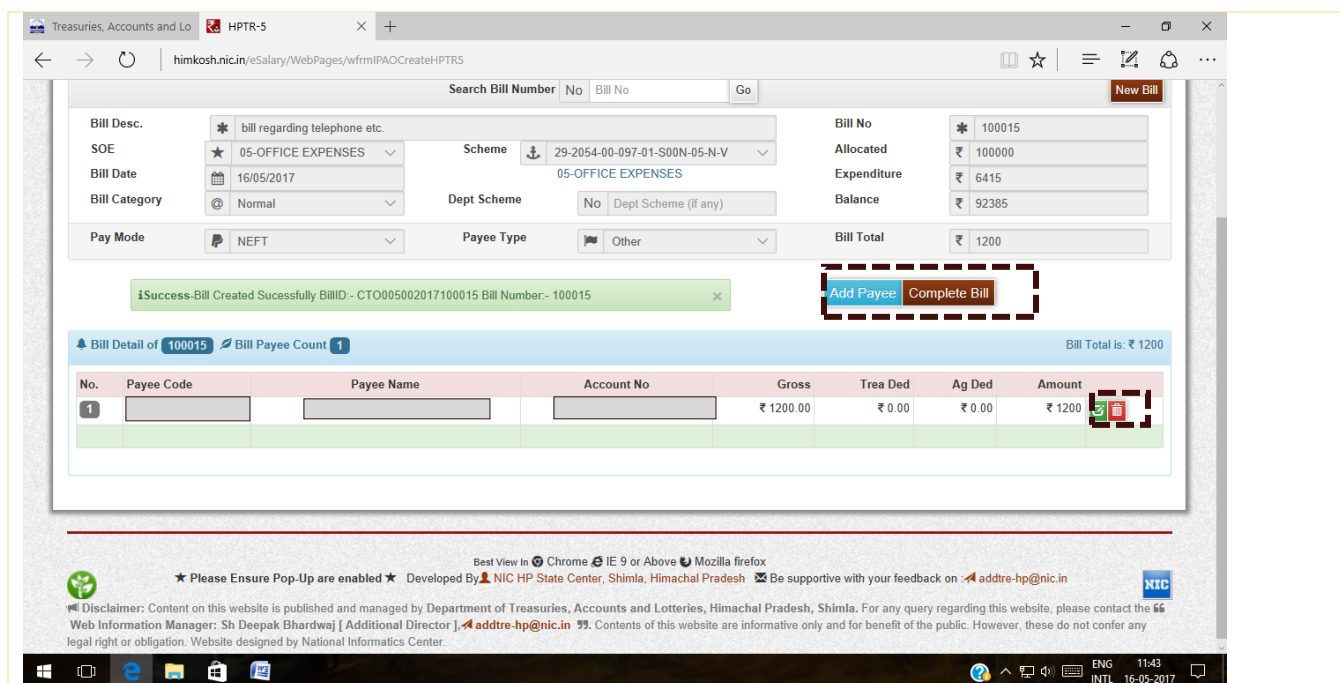 Treasuries, Accounts and Lo HPTR-5
himkosh.nic.in/eSalary/WebPages/wfrmIPAOCreateHPTR5
Search Bill Number No Bill No Go New Bill
Bill Desc. bill regarding telephone etc. Bill No 100015
SOE 05-OFFICE EXPENSES Scheme 29-2054-00-097-01-S00N-05-N-V Allocated ₹ 100000
Bill Date 16/05/2017 05-OFFICE EXPENSES Expenditure ₹ 6415
Bill Category @ Normal Dept Scheme No Dept Scheme (if any) Balance ₹ 92385
Pay Mode NEFT Payee Type Other Bill Total ₹ 1200
Success-Bill Created Sucessfully BillID:- CTO005002017100015 Bill Number:- 100015 ×
Add Payee Complete Bill
Bill Detail of 100015 Bill Payee Count 1 Bill Total is: ₹ 1200
No. Payee Code Payee Name Account No Gross Trea Ded Ag Ded Amount
1 ₹ 1200.00 ₹ 0.00 ₹ 0.00 ₹ 1200
Best View In Chrome IE 9 or Above Mozilla firefox
★ Please Ensure Pop-Up are enabled ★ Developed By NIC HP State Center, Shimla, Himachal Pradesh Be supportive with your feedback on : addtre-hp@nic.in
NIC
Disclaimer: Content on this website is published and managed by Department of Treasuries, Accounts and Lotteries, Himachal Pradesh, Shimla. For any query regarding this website, please contact the
Web Information Manager: Sh Deepak Bhardwaj [ Additional Director ], addtre-hp@nic.in . Contents of this website are informative only and for benefit of the public. However, these do not confer any
legal right or obligation. Website designed by National Informatics Center.
ENG 11:43
INTL 16-05-2017